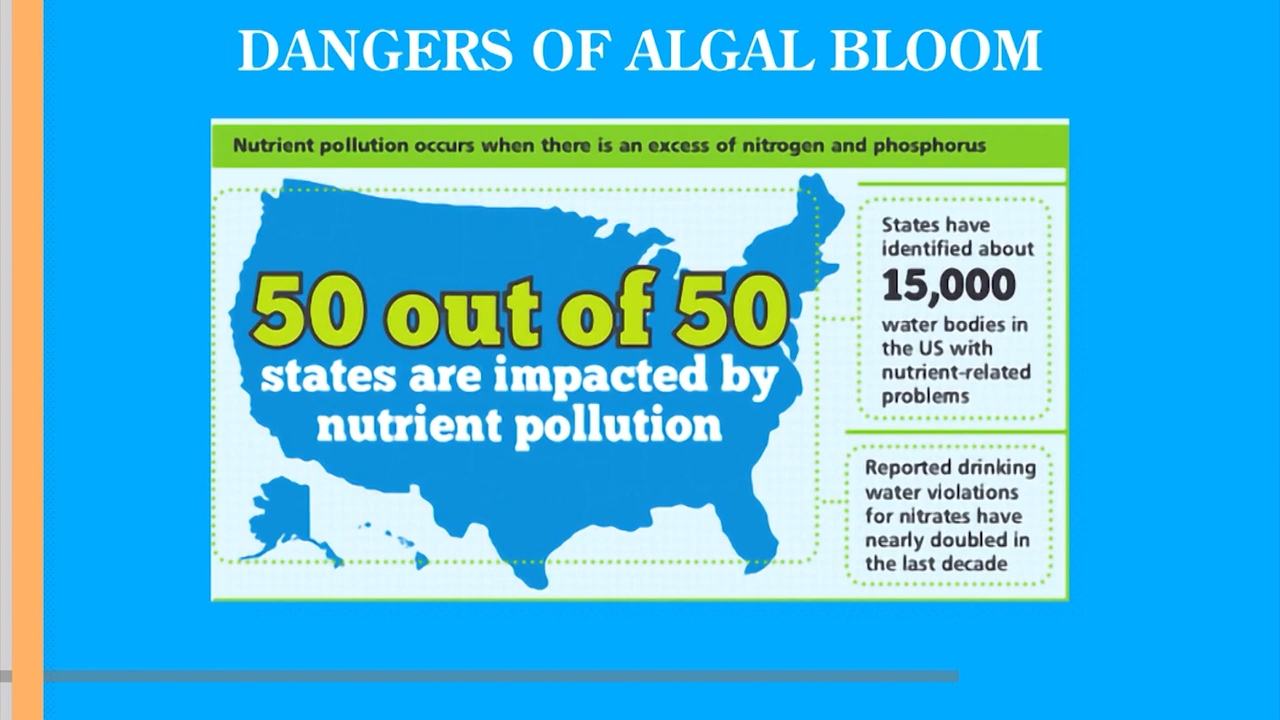 DANGERS OF ALGAL BLOOM
Nutrient pollution occurs when there is an excess of nitrogen and phosphorus
50 out of 50
states are impacted by
nutrient pollution
States have
identified about
15,000
water bodies in
the US with
nutrient-related
problems
Reported drinking
water violations
for nitrates have
nearly doubled in
the last decade